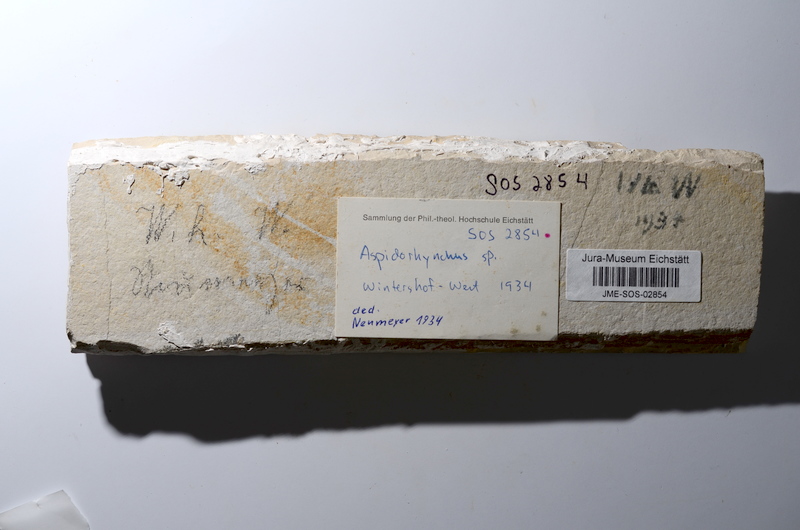 SOS 2854
W. h. W.
Sammlung der Phil.-theol. Hochschule Eichstätt
SOS 2854
Aspidorhynchus sp.
Wintershof-West 1934
ded.
Neumeyer 1934
Jura-Museum Eichstätt
JME-SOS-02854